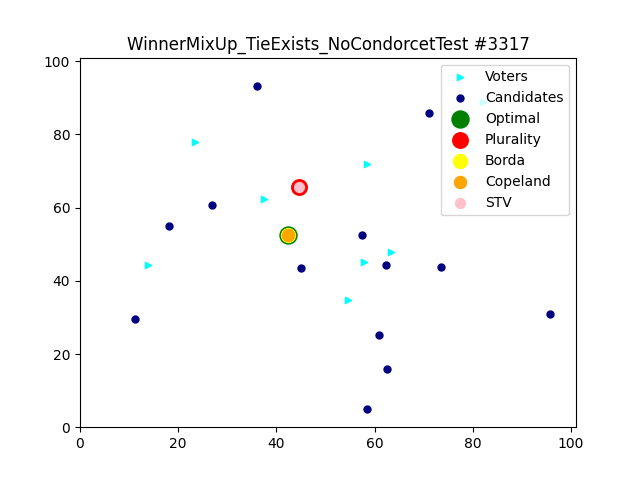 WinnerMixUp_TieExists_NoCondorcetTest #3317
Voters
Candidates
Optimal
Plurality
Borda
Copeland
STV
100
80
60
40
20
0
0 20 40 60 80 100